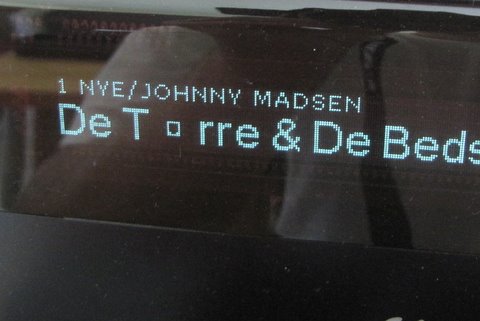 1 NYE/JOHNNY MADSEN
De T▯rre & De Beds